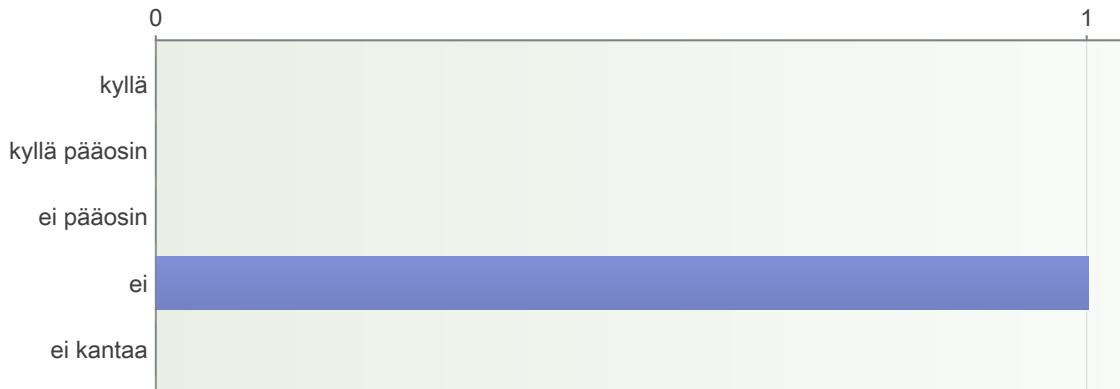 0 1
kyllä
kyllä pääosin
ei pääosin
ei
ei kantaa